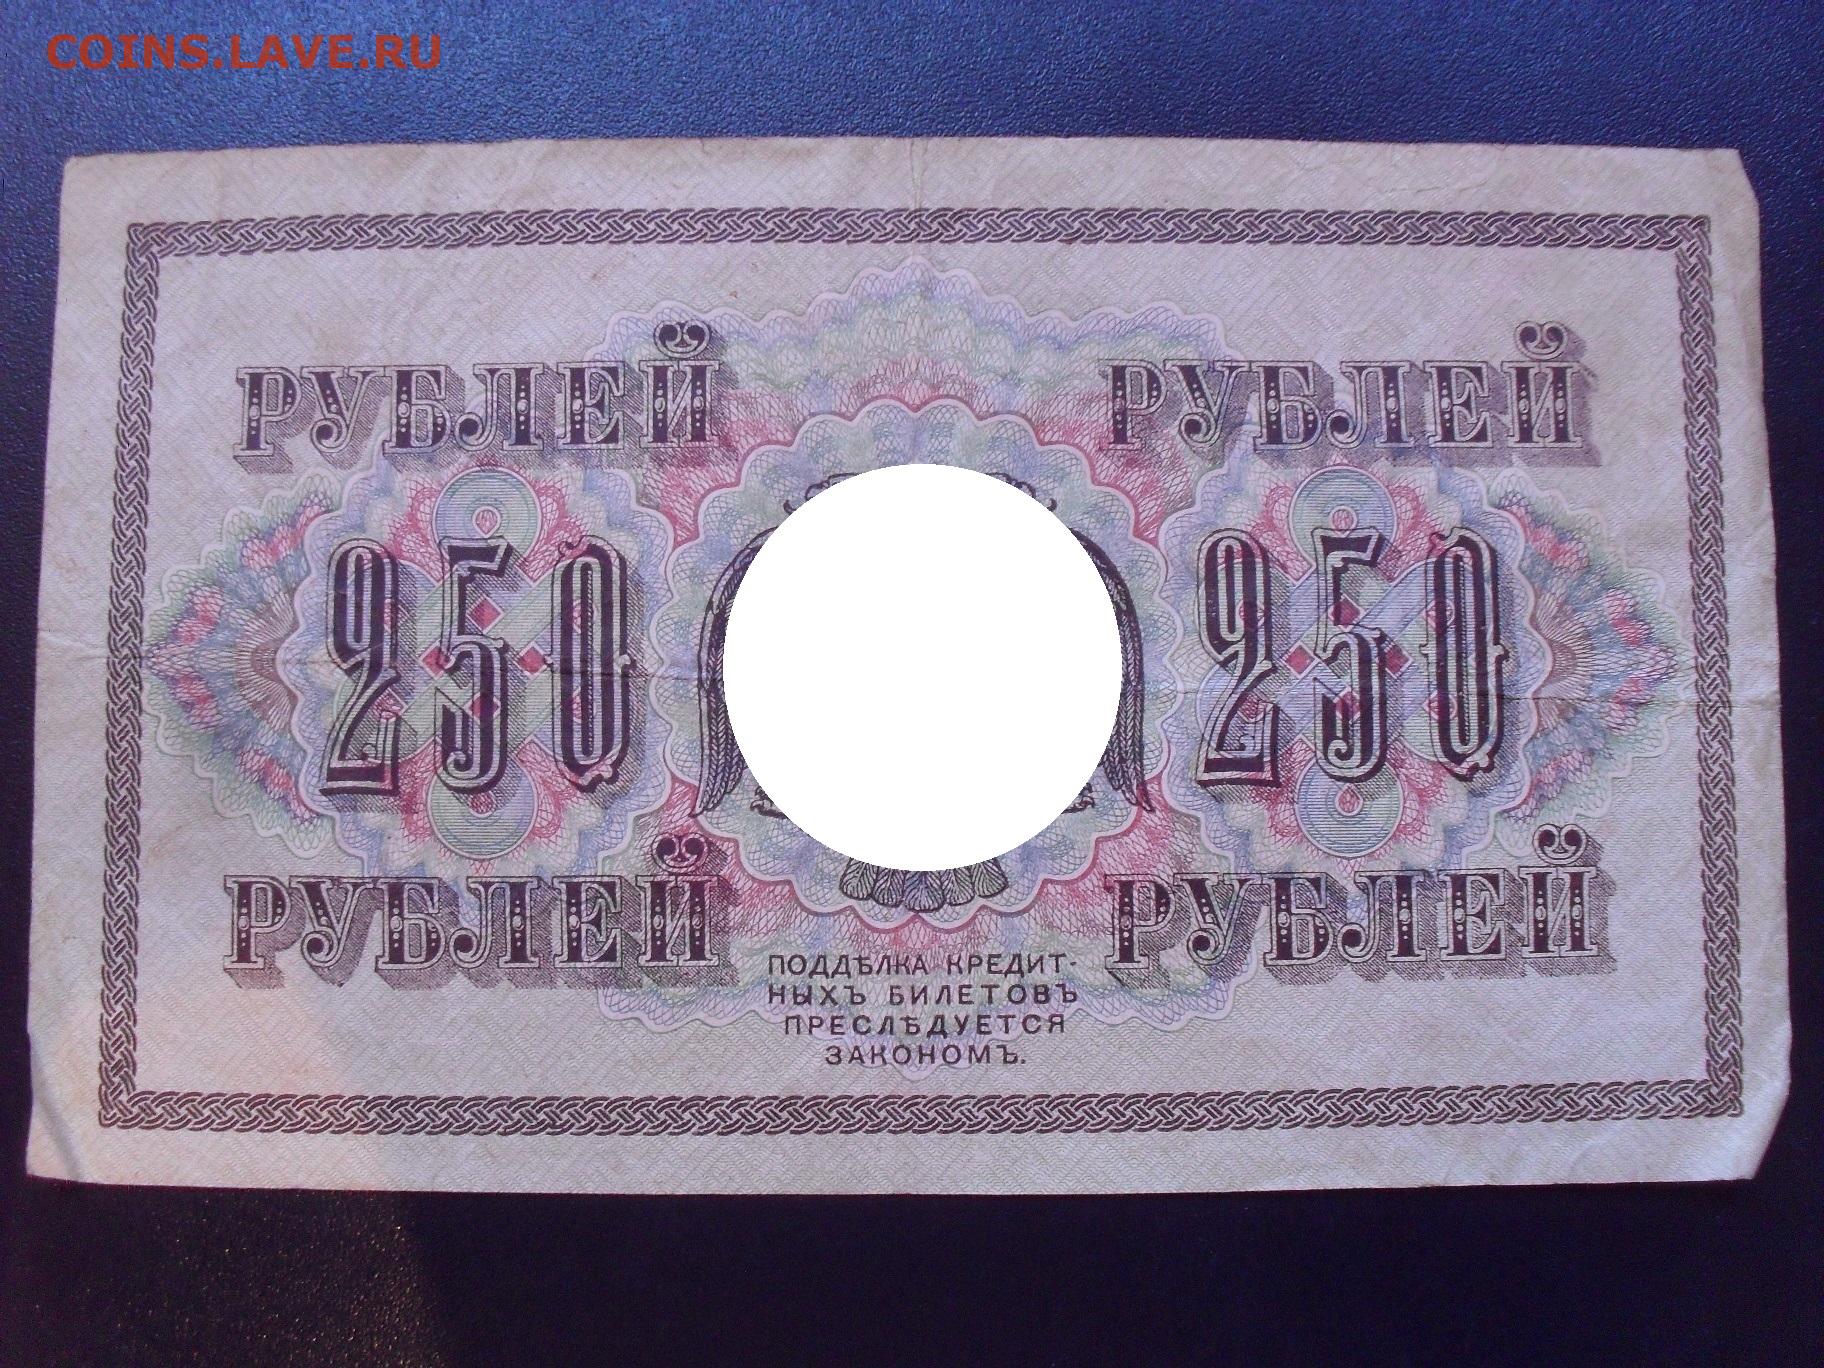 COINS.LAVE.RU
РУБЛЕЙ РУБЛЕЙ
250 250
РУБЛЕЙ РУБЛЕЙ
ПОДДѢЛКА КРЕДИТ-
НЫХЪ БИЛЕТОВЪ
ПРЕСЛѢДУЕТСЯ
ЗАКОНОМЪ.